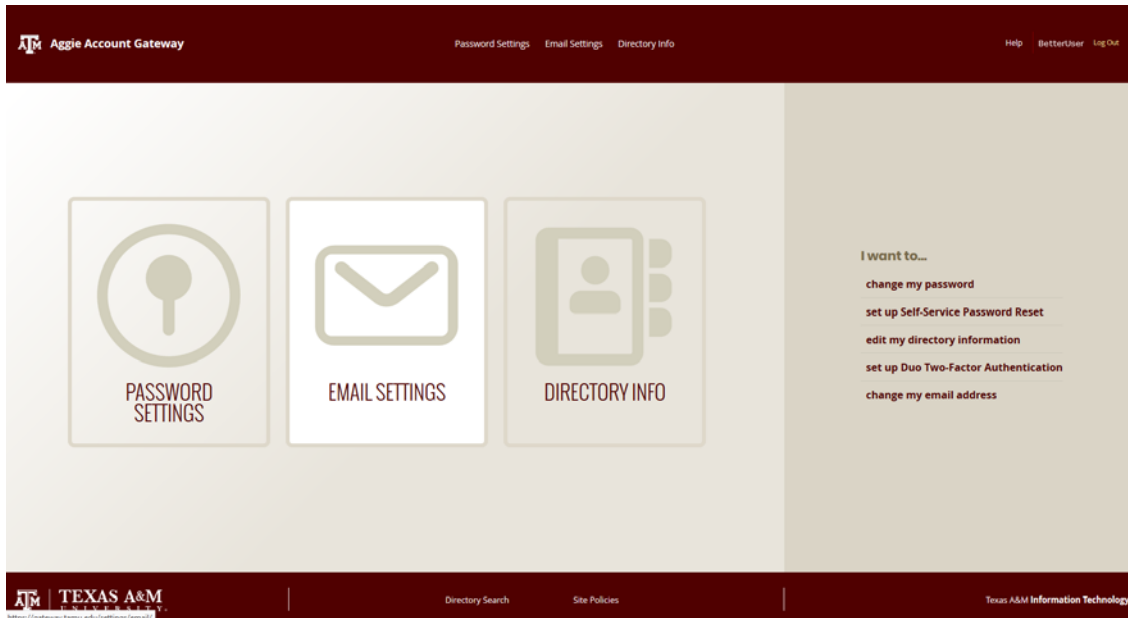 ĀTM Aggie Account Gateway
Password Settings Email Settings Directory Info
Help BetterUser Log Out
PASSWORD
SETTINGS
EMAIL SETTINGS
DIRECTORY INFO
I want to...
change my password
set up Self-Service Password Reset
edit my directory information
set up Duo Two-Factor Authentication
change my email address
ATM TEXAS A&M
UNIVERSITY.
Directory Search Site Policies
Texas A&M Information Technology